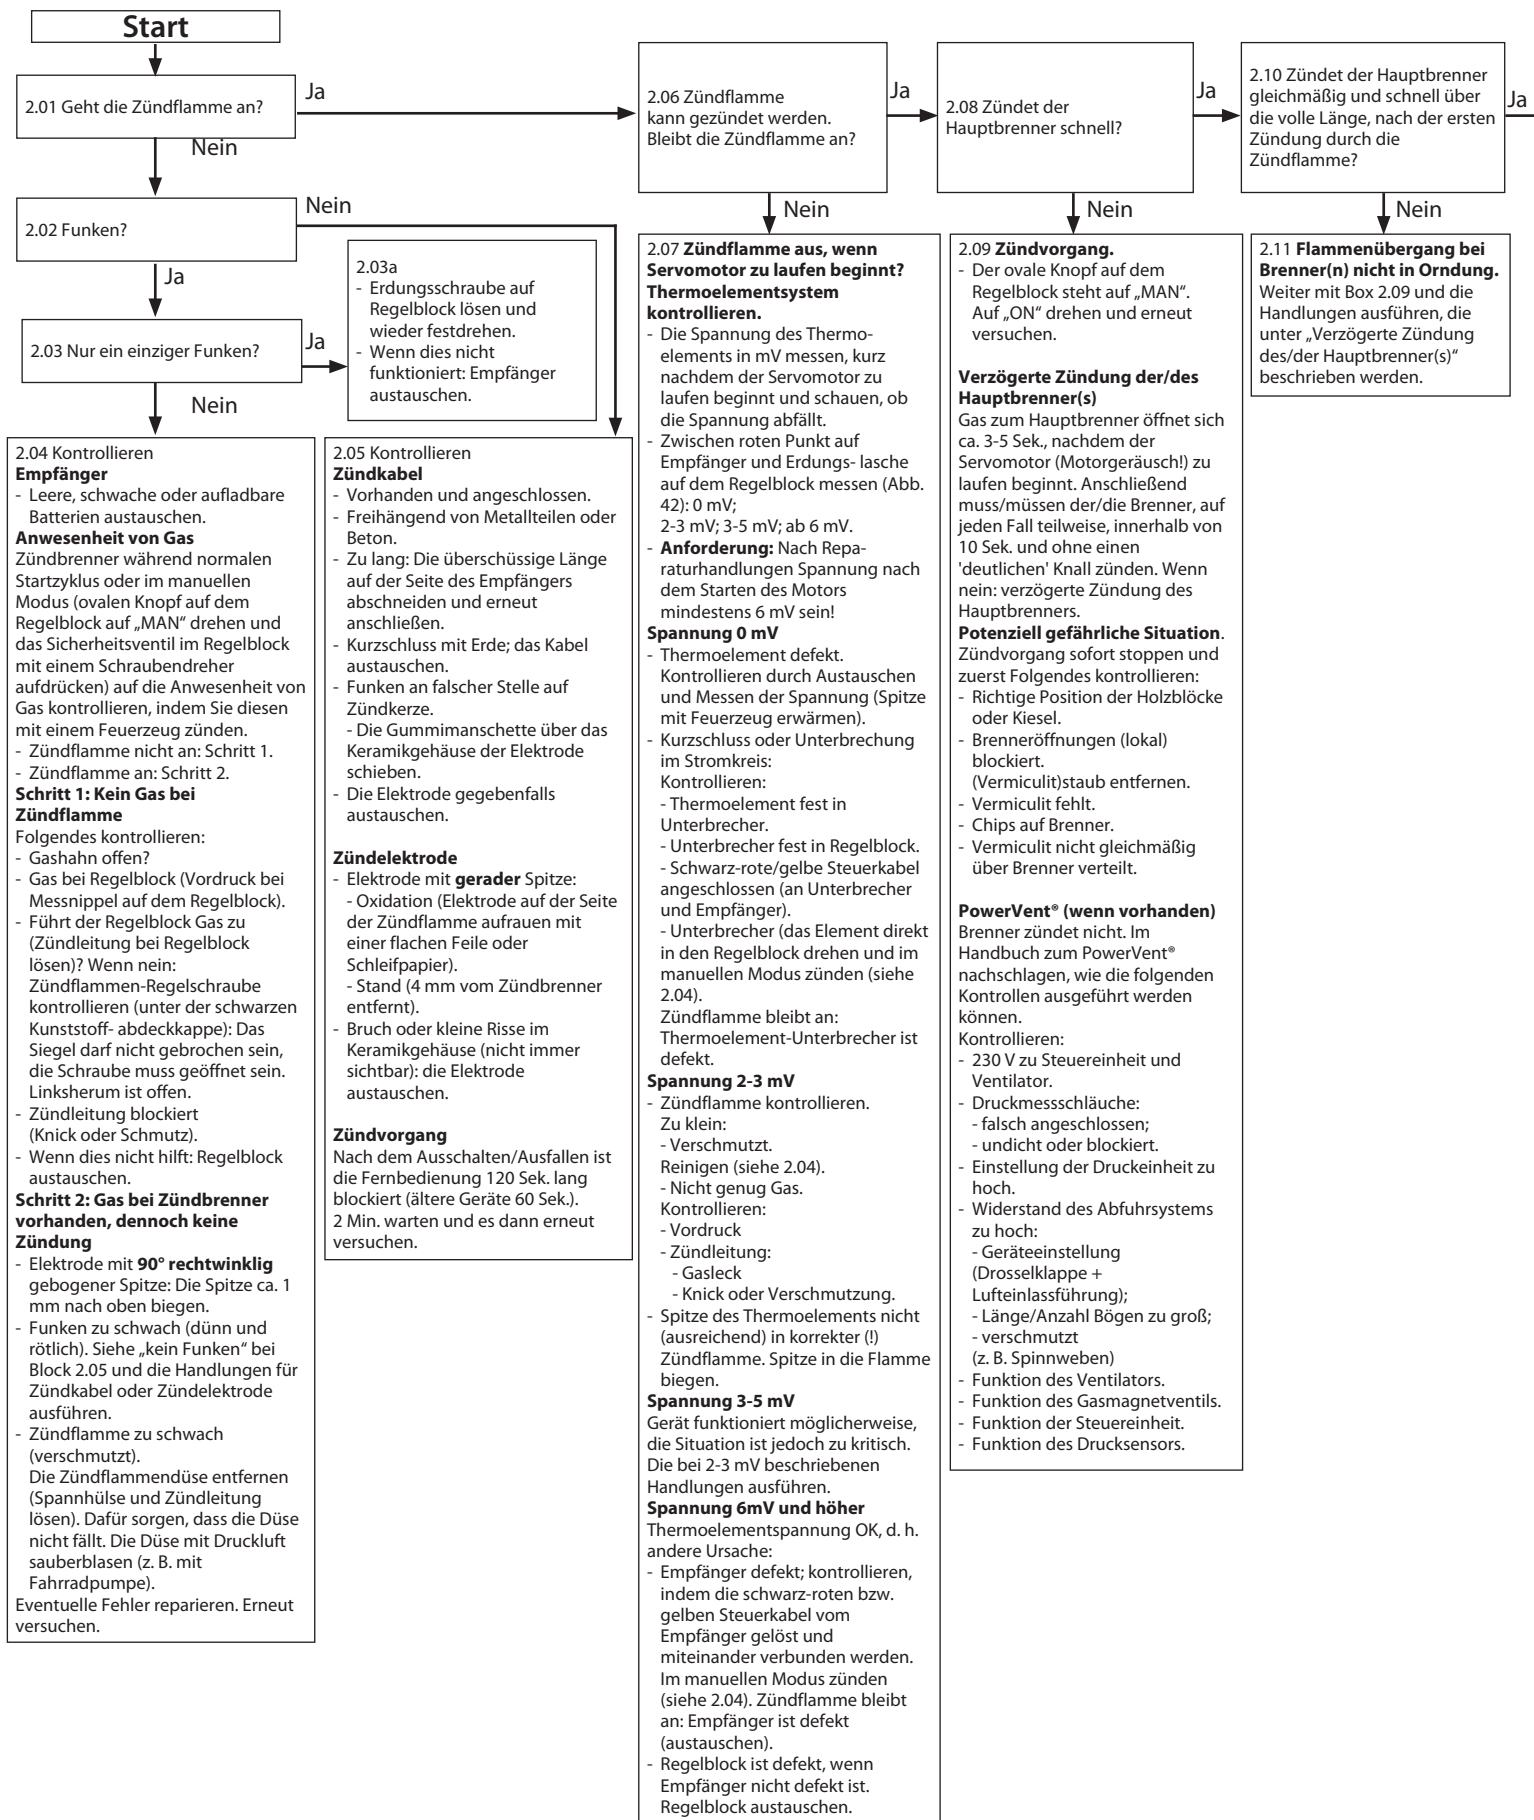 Start
2.01 Geht die Zündflamme an?
Ja
Nein
2.02 Funken?
Nein
Ja
2.03 Nur ein einziger Funken?
Ja
Nein
2.03a
- Erdungsschraube auf
Regelblock lösen und
wieder festdrehen.
- Wenn dies nicht
funktioniert: Empfänger
austauschen.
2.04 Kontrollieren
Empfänger
- Leere, schwache oder aufladbare
Batterien austauschen.
Anwesenheit von Gas
Zündbrenner während normalen
Startzyklus oder im manuellen
Modus (ovalen Knopf auf dem
Regelblock auf „MAN“ drehen und
das Sicherheitsventil im Regelblock
mit einem Schraubendreher
aufdrücken) auf die Anwesenheit von
Gas kontrollieren, indem Sie diesen
mit einem Feuerzeug zünden.
- Zündflamme nicht an: Schritt 1.
- Zündflamme an: Schritt 2.
Schritt 1: Kein Gas bei
Zündflamme
Folgendes kontrollieren:
- Gashahn offen?
- Gas bei Regelblock (Vordruck bei
Messnippel auf dem Regelblock).
- Führt der Regelblock Gas zu
(Zündleitung bei Regelblock
lösen)? Wenn nein:
Zündflammen-Regelschraube
kontrollieren (unter der schwarzen
Kunststoff- abdeckkappe): Das
Siegel darf nicht gebrochen sein,
die Schraube muss geöffnet sein.
Linksherum ist offen.
- Zündleitung blockiert
(Knick oder Schmutz).
- Wenn dies nicht hilft: Regelblock
austauschen.
Schritt 2: Gas bei Zündbrenner
vorhanden, dennoch keine
Zündung
- Elektrode mit 90° rechtwinklig
gebogener Spitze: Die Spitze ca. 1
mm nach oben biegen.
- Funken zu schwach (dünn und
rötlich). Siehe „kein Funken“ bei
Block 2.05 und die Handlungen für
Zündkabel oder Zündelektrode
ausführen.
- Zündflamme zu schwach
(verschmutzt).
Die Zündflammendüse entfernen
(Spannhülse und Zündleitung
lösen). Dafür sorgen, dass die Düse
nicht fällt. Die Düse mit Druckluft
sauberblasen (z. B. mit
Fahrradpumpe).
Eventuelle Fehler reparieren. Erneut
versuchen.
2.05 Kontrollieren
Zündkabel
- Vorhanden und angeschlossen.
- Freihängend von Metallteilen oder
Beton.
- Zu lang: Die überschüssige Länge
auf der Seite des Empfängers
abschneiden und erneut
anschließen.
- Kurzschluss mit Erde; das Kabel
austauschen.
- Funken an falscher Stelle auf
Zündkerze.
- Die Gummimanschette über das
Keramikgehäuse der Elektrode
schieben.
- Die Elektrode gegebenfalls
austauschen.
Zündelektrode
- Elektrode mit gerader Spitze:
- Oxidation (Elektrode auf der Seite
der Zündflamme aufrauen mit
einer flachen Feile oder
Schleifpapier).
- Stand (4 mm vom Zündbrenner
entfernt).
- Bruch oder kleine Risse im
Keramikgehäuse (nicht immer
sichtbar): die Elektrode
austauschen.
Zündvorgang
Nach dem Ausschalten/Ausfallen ist
die Fernbedienung 120 Sek. lang
blockiert (ältere Geräte 60 Sek.).
2 Min. warten und es dann erneut
versuchen.
2.06 Zündflamme
kann gezündet werden.
Bleibt die Zündflamme an?
Ja
Nein
2.07 Zündflamme aus, wenn
Servomotor zu laufen beginnt?
Thermoelementsystem
kontrollieren.
- Die Spannung des Thermo-
elements in mV messen, kurz
nachdem der Servomotor zu
laufen beginnt und schauen, ob
die Spannung abfällt.
- Zwischen roten Punkt auf
Empfänger und Erdungs- lasche
auf dem Regelblock messen (Abb.
42): 0 mV;
2-3 mV; 3-5 mV; ab 6 mV.
- Anforderung: Nach Repa-
raturhandlungen Spannung nach
dem Starten des Motors
mindestens 6 mV sein!
Spannung 0 mV
- Thermoelement defekt.
Kontrollieren durch Austauschen
und Messen der Spannung (Spitze
mit Feuerzeug erwärmen).
- Kurzschluss oder Unterbrechung
im Stromkreis:
Kontrollieren:
- Thermoelement fest in
Unterbrecher.
- Unterbrecher fest in Regelblock.
- Schwarz-rote/gelbe Steuerkabel
angeschlossen (an Unterbrecher
und Empfänger).
- Unterbrecher (das Element direkt
in den Regelblock drehen und im
manuellen Modus zünden (siehe
2.04).
Zündflamme bleibt an:
Thermoelement-Unterbrecher ist
defekt.
Spannung 2-3 mV
- Zündflamme kontrollieren.
Zu klein:
- Verschmutzt.
Reinigen (siehe 2.04).
- Nicht genug Gas.
Kontrollieren:
- Vordruck
- Zündleitung:
- Gasleck
- Knick oder Verschmutzung.
- Spitze des Thermoelements nicht
(ausreichend) in korrekter (!)
Zündflamme. Spitze in die Flamme
biegen.
Spannung 3-5 mV
Gerät funktioniert möglicherweise,
die Situation ist jedoch zu kritisch.
Die bei 2-3 mV beschriebenen
Handlungen ausführen.
Spannung 6mV und höher
Thermoelementspannung OK, d. h.
andere Ursache:
- Empfänger defekt; kontrollieren,
indem die schwarz-roten bzw.
gelben Steuerkabel vom
Empfänger gelöst und
miteinander verbunden werden.
Im manuellen Modus zünden
(siehe 2.04). Zündflamme bleibt
an: Empfänger ist defekt
(austauschen).
- Regelblock ist defekt, wenn
Empfänger nicht defekt ist.
Regelblock austauschen.
2.08 Zündet der
Hauptbrenner schnell?
Ja
Nein
2.09 Zündvorgang.
- Der ovale Knopf auf dem
Regelblock steht auf „MAN“.
Auf „ON“ drehen und erneut
versuchen.
Verzögerte Zündung der/des
Hauptbrenner(s)
Gas zum Hauptbrenner öffnet sich
ca. 3-5 Sek., nachdem der
Servomotor (Motorgeräusch!) zu
laufen beginnt. Anschließend
muss/müssen der/die Brenner, auf
jeden Fall teilweise, innerhalb von
10 Sek. und ohne einen
'deutlichen' Knall zünden. Wenn
nein: verzögerte Zündung des
Hauptbrenners.
Potenziell gefährliche Situation.
Zündvorgang sofort stoppen und
zuerst Folgendes kontrollieren:
- Richtige Position der Holzblöcke
oder Kiesel.
- Brenneröffnungen (lokal)
blockiert.
(Vermiculit)staub entfernen.
- Vermiculit fehlt.
- Chips auf Brenner.
- Vermiculit nicht gleichmäßig
über Brenner verteilt.
PowerVent® (wenn vorhanden)
Brenner zündet nicht. Im
Handbuch zum PowerVent®
nachschlagen, wie die folgenden
Kontrollen ausgeführt werden
können.
Kontrollieren:
- 230 V zu Steuereinheit und
Ventilator.
- Druckmessschläuche:
- falsch angeschlossen;
- undicht oder blockiert.
- Einstellung der Druckeinheit zu
hoch.
- Widerstand des Abfuhrsystems
zu hoch:
- Geräteeinstellung
(Drosselklappe +
Lufteinlassführung);
- Länge/Anzahl Bögen zu groß;
- verschmutzt
(z. B. Spinnweben)
- Funktion des Ventilators.
- Funktion des Gasmagnetventils.
- Funktion der Steuereinheit.
- Funktion des Drucksensors.
2.10 Zündet der Hauptbrenner
gleichmäßig und schnell über
die volle Länge, nach der ersten
Zündung durch die
Zündflamme?
Ja
Nein
2.11 Flammenübergang bei
Brenner(n) nicht in Orndung.
Weiter mit Box 2.09 und die
Handlungen ausführen, die
unter „Verzögerte Zündung
des/der Hauptbrenner(s)“
beschrieben werden.